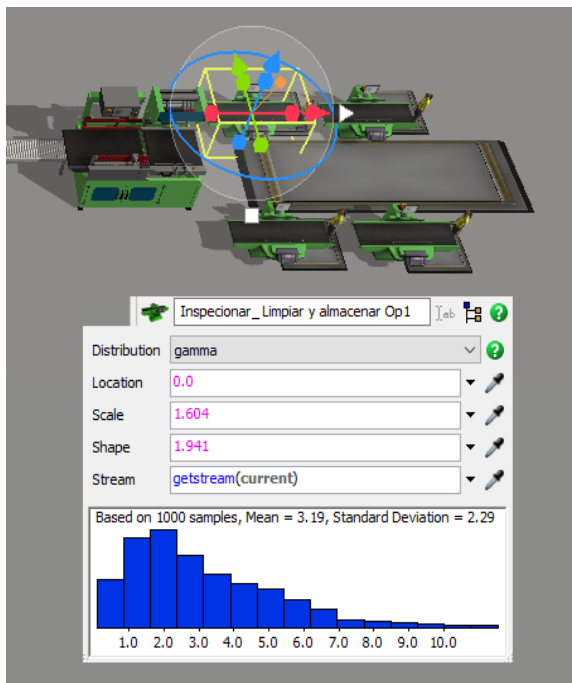 Inspecionar_Limpiar y almacenar Op1
Distribution gamma
Location 0.0
Scale 1.604
Shape 1.941
Stream getstream(current)
Based on 1000 samples, Mean = 3.19, Standard Deviation = 2.29
1.0 2.0 3.0 4.0 5.0 6.0 7.0 8.0 9.0 10.0